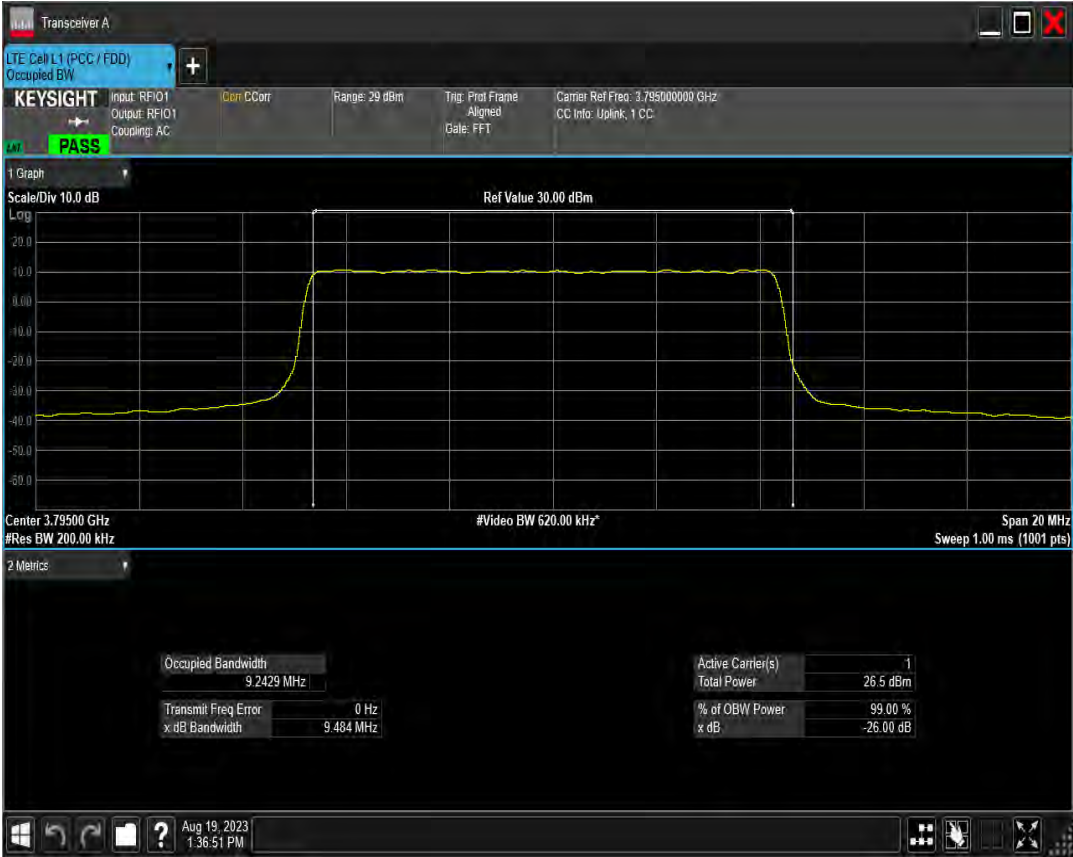 Transceiver A
LTE Cell L1 (PCC / FDD)
Occupied BW
+
KEYSIGHT Input: RFIO1 Corr CCorr Range: 29 dBm Trig: Prot Frame Carrier Ref Freq: 3.795000000 GHz
Output: RFIO1 Aligned CC Info: Uplink, 1 CC
Coupling: AC Gate: FFT
PASS
1 Graph
Scale/Div 10.0 dB Ref Value 30.00 dBm
Log
20.0
10.0
0.00
-10.0
-20.0
-30.0
-40.0
-50.0
-60.0
Center 3.79500 GHz #Video BW 620.00 kHz* Span 20 MHz
#Res BW 200.00 kHz Sweep 1.00 ms (1001 pts)
2 Metrics
Occupied Bandwidth Active Carrier(s) 1
9.2429 MHz Total Power 26.5 dBm
Transmit Freq Error 0 Hz % of OBW Power 99.00 %
x dB Bandwidth 9.484 MHz x dB -26.00 dB
? Aug 19, 2023
1:36:51 PM